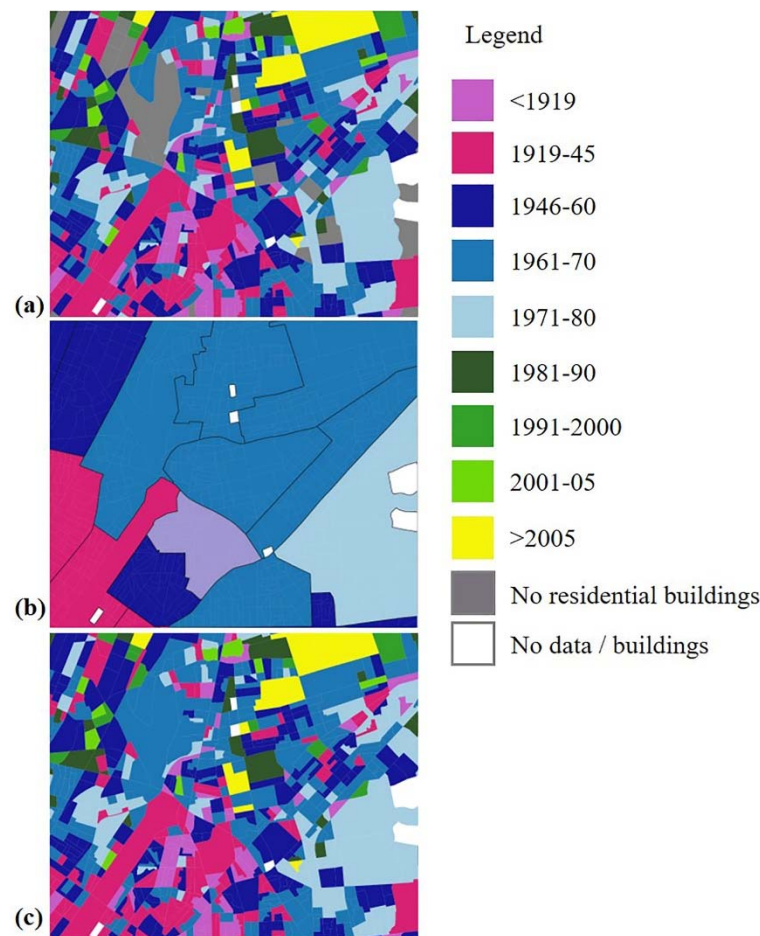 Legend
<1919
1919-45
1946-60
1961-70
1971-80
1981-90
1991-2000
2001-05
>2005
No residential buildings
No data / buildings
(a)
(b)
(c)